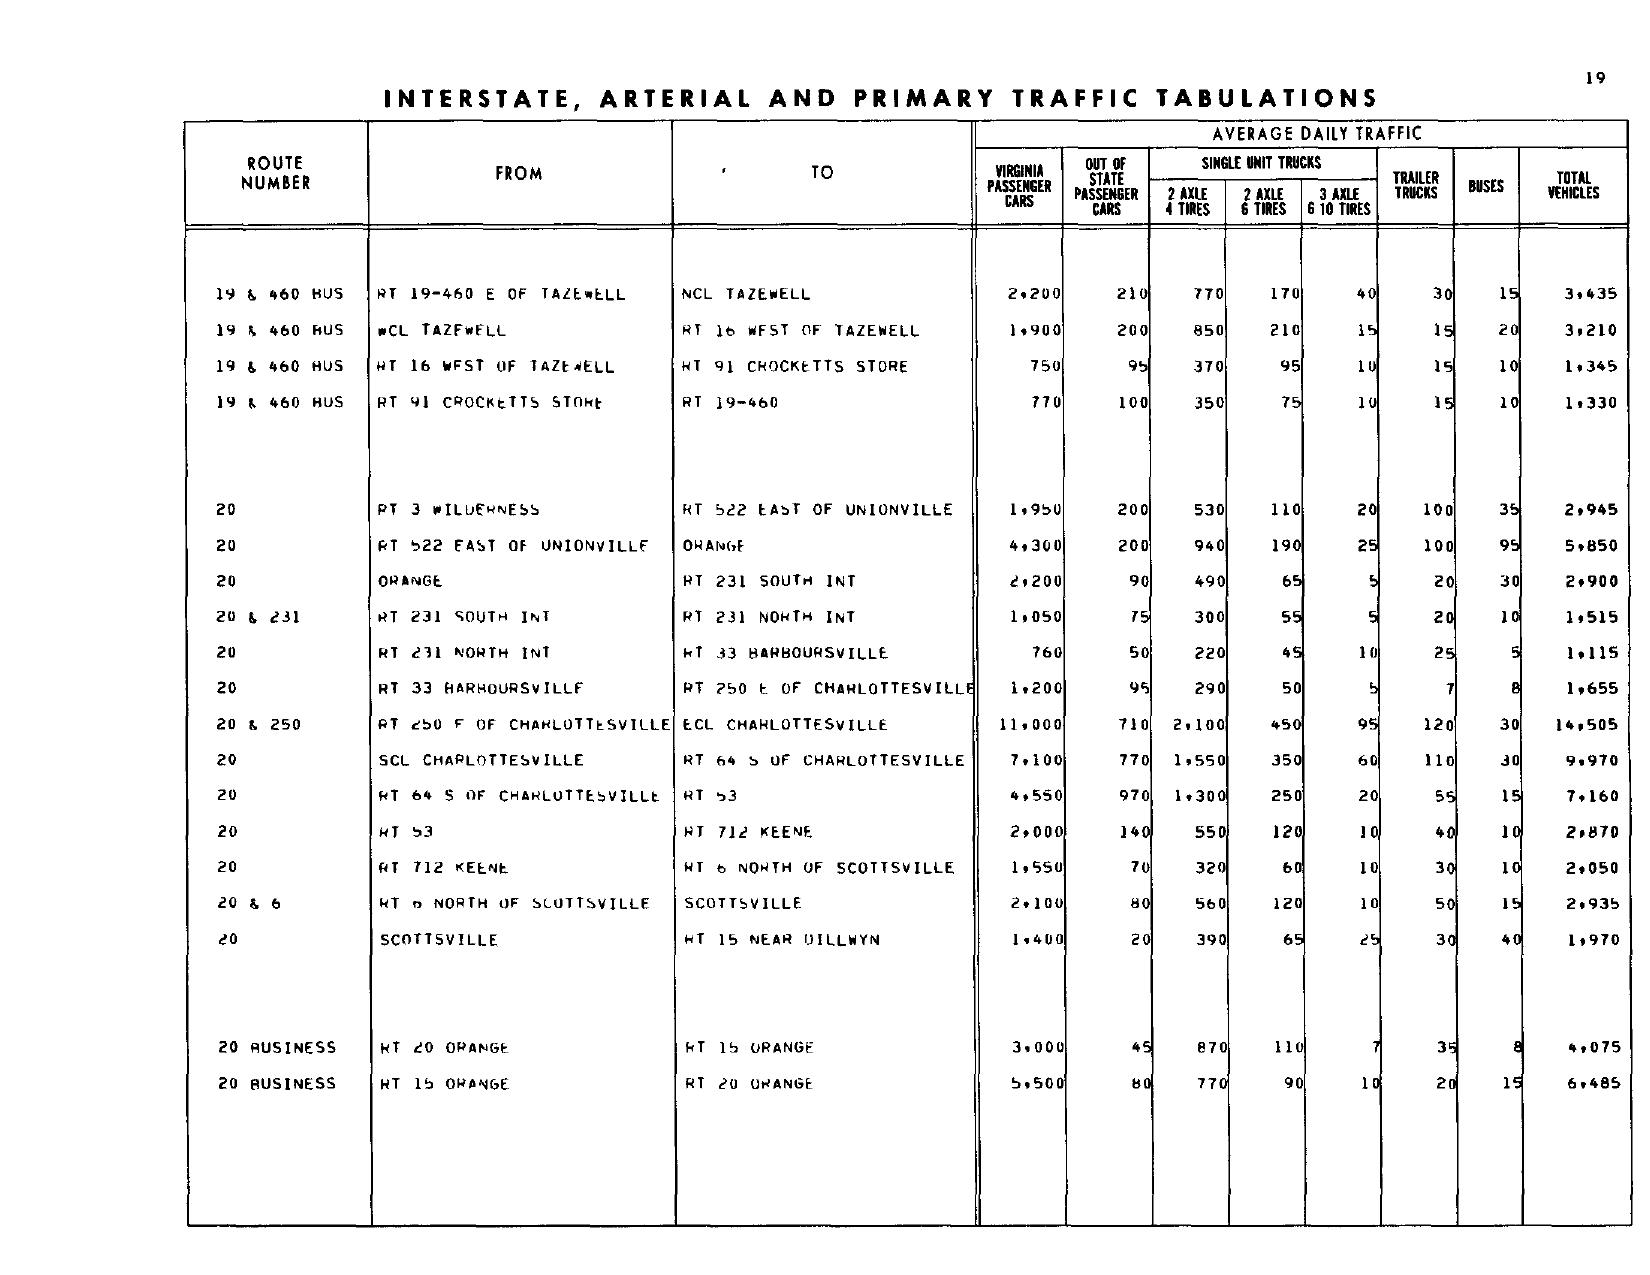 19
INTERSTATE, ARTERIAL AND PRIMARY TRAFFIC TABULATIONS
ROUTE NUMBER FROM TO AVERAGE DAILY TRAFFIC
VIRGINIA PASSENGER CARS OUT OF STATE PASSENGER CARS SINGLE UNIT TRUCKS 2 AXLE 4 TIRES 2 AXLE 6 TIRES 3 AXLE 6 10 TIRES TRAILER TRUCKS BUSES TOTAL VEHICLES
19 & 460 BUS RT 19-460 E OF TAZEWELL NCL TAZEWELL 2,200 210 770 170 40 30 15 3,435
19 & 460 BUS WCL TAZEWELL RT 16 WEST OF TAZEWELL 1,900 200 850 210 15 15 20 3,210
19 & 460 BUS RT 16 WEST OF TAZEWELL RT 91 CROCKETTS STORE 750 95 370 95 10 15 10 1,345
19 & 460 BUS RT 91 CROCKETTS STORE RT 19-460 770 100 350 75 10 15 10 1,330
20 RT 3 WILDERNESS RT 522 EAST OF UNIONVILLE 1,950 200 530 110 20 100 35 2,945
20 RT 522 EAST OF UNIONVILLE ORANGE 4,300 200 940 190 25 100 95 5,850
20 ORANGE RT 231 SOUTH INT 2,200 90 490 65 5 20 30 2,900
20 & 231 RT 231 SOUTH INT RT 231 NORTH INT 1,050 75 300 55 5 20 10 1,515
20 RT 231 NORTH INT RT 33 BARBOURSVILLE 760 50 220 45 10 25 5 1,115
20 RT 33 BARBOURSVILLE RT 250 E OF CHARLOTTESVILLE 1,200 95 290 50 5 7 8 1,655
20 & 250 RT 250 E OF CHARLOTTESVILLE ECL CHARLOTTESVILLE 11,000 710 2,100 450 95 120 30 14,505
20 SCL CHARLOTTESVILLE RT 64 S OF CHARLOTTESVILLE 7,100 770 1,550 350 60 110 30 9,970
20 RT 64 S OF CHARLOTTESVILLE RT 53 4,550 970 1,300 250 20 55 15 7,160
20 RT 53 RT 712 KEENE 2,000 140 550 120 10 40 10 2,870
20 RT 712 KEENE RT 6 NORTH OF SCOTTSVILLE 1,550 70 320 60 10 30 10 2,050
20 & 6 RT 6 NORTH OF SCOTTSVILLE SCOTTSVILLE 2,100 80 560 120 10 50 15 2,935
20 SCOTTSVILLE RT 15 NEAR DILLWYN 1,400 20 390 65 25 30 40 1,970
20 BUSINESS RT 20 ORANGE RT 15 ORANGE 3,000 45 870 110 7 35 8 4,075
20 BUSINESS RT 15 ORANGE RT 20 ORANGE 5,500 80 770 90 10 20 15 6,485